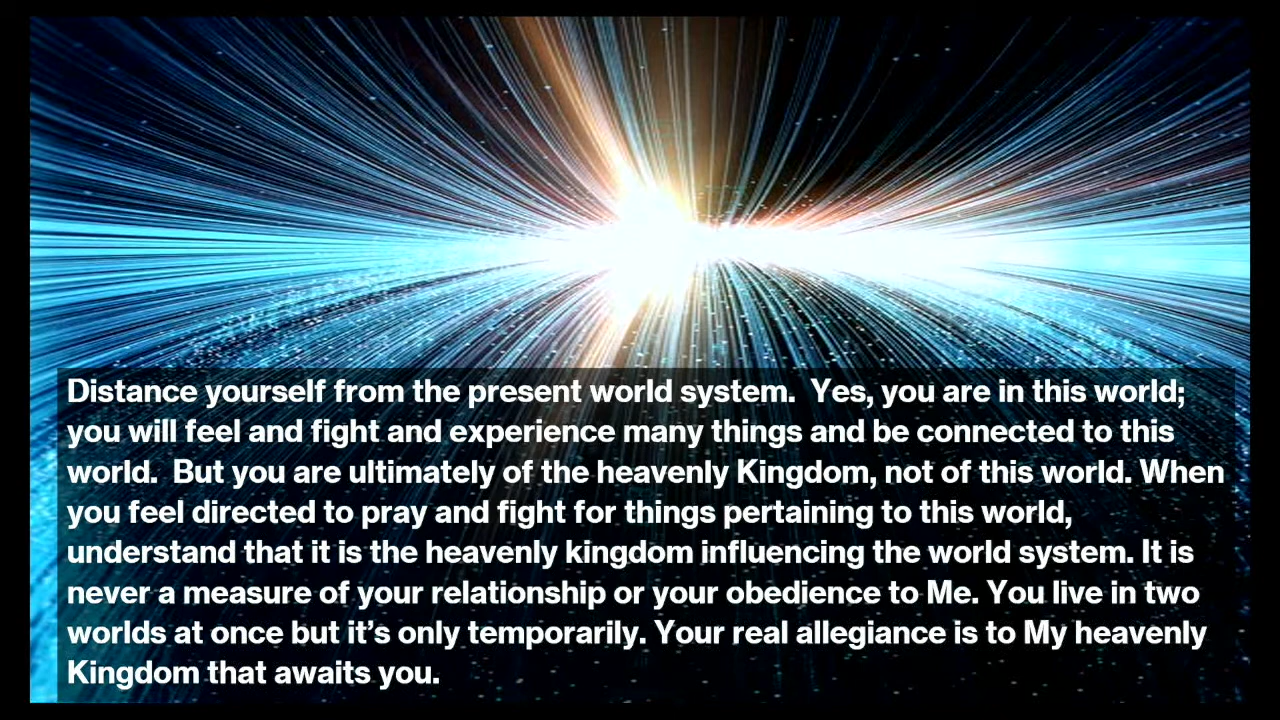 Distance yourself from the present world system.  Yes, you are in this world;
you will feel and fight and experience many things and be connected to this
world.  But you are ultimately of the heavenly Kingdom, not of this world. When
you feel directed to pray and fight for things pertaining to this world,
understand that it is the heavenly kingdom influencing the world system. It is
never a measure of your relationship or your obedience to Me. You live in two
worlds at once but it’s only temporarily. Your real allegiance is to My heavenly
Kingdom that awaits you.